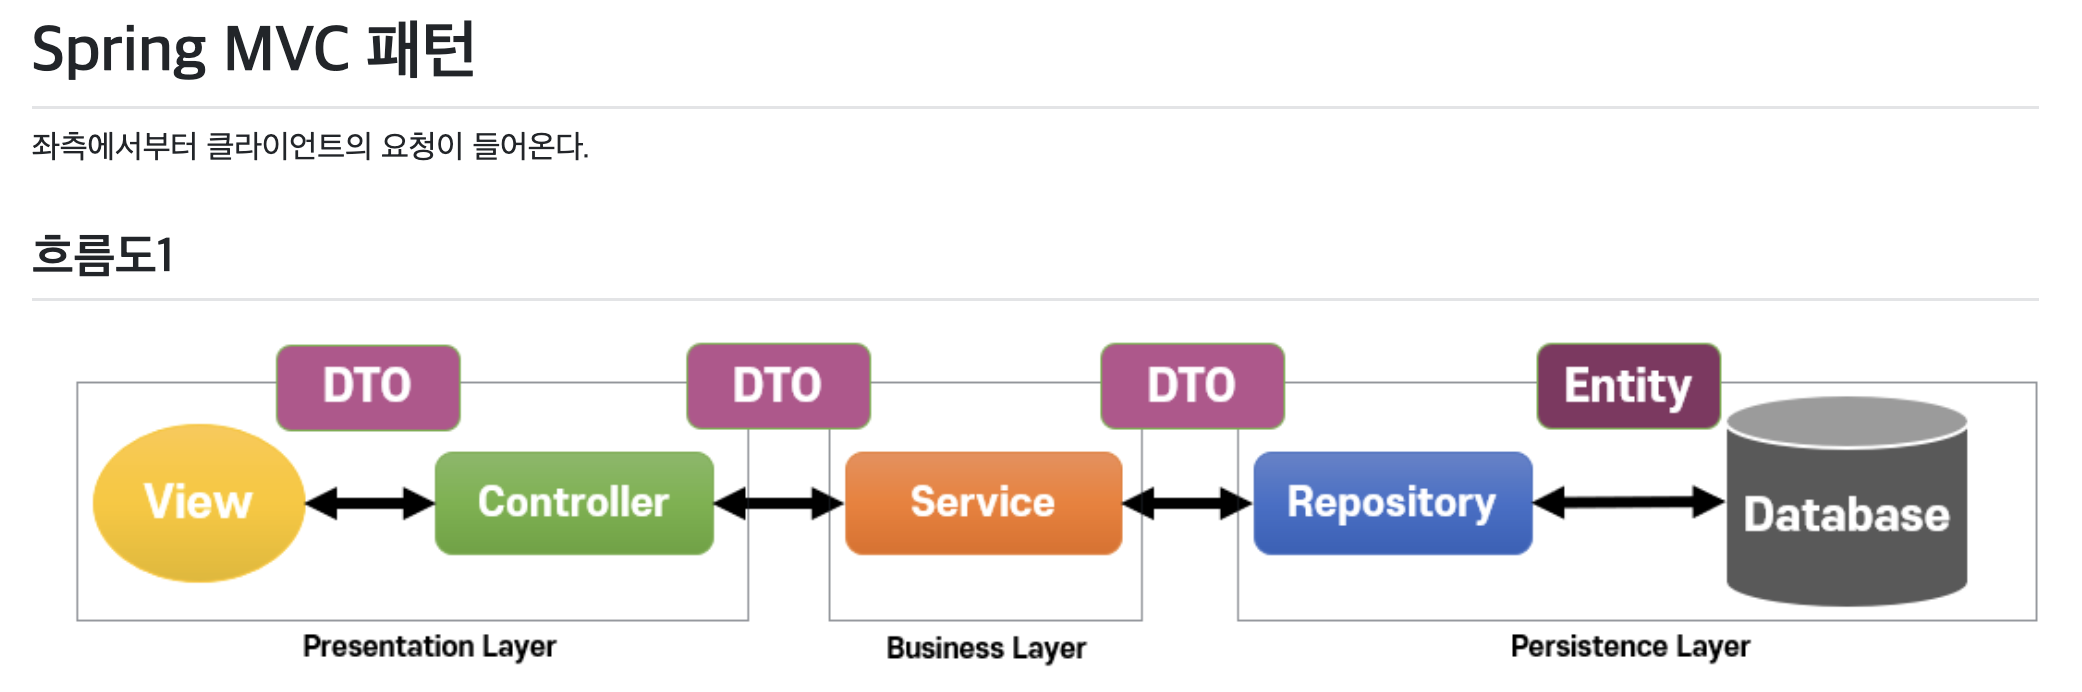 Spring MVC 패턴
좌측에서부터 클라이언트의 요청이 들어온다.
흐름도1
DTO DTO DTO Entity
View Controller Service Repository Database
Presentation Layer Business Layer Persistence Layer